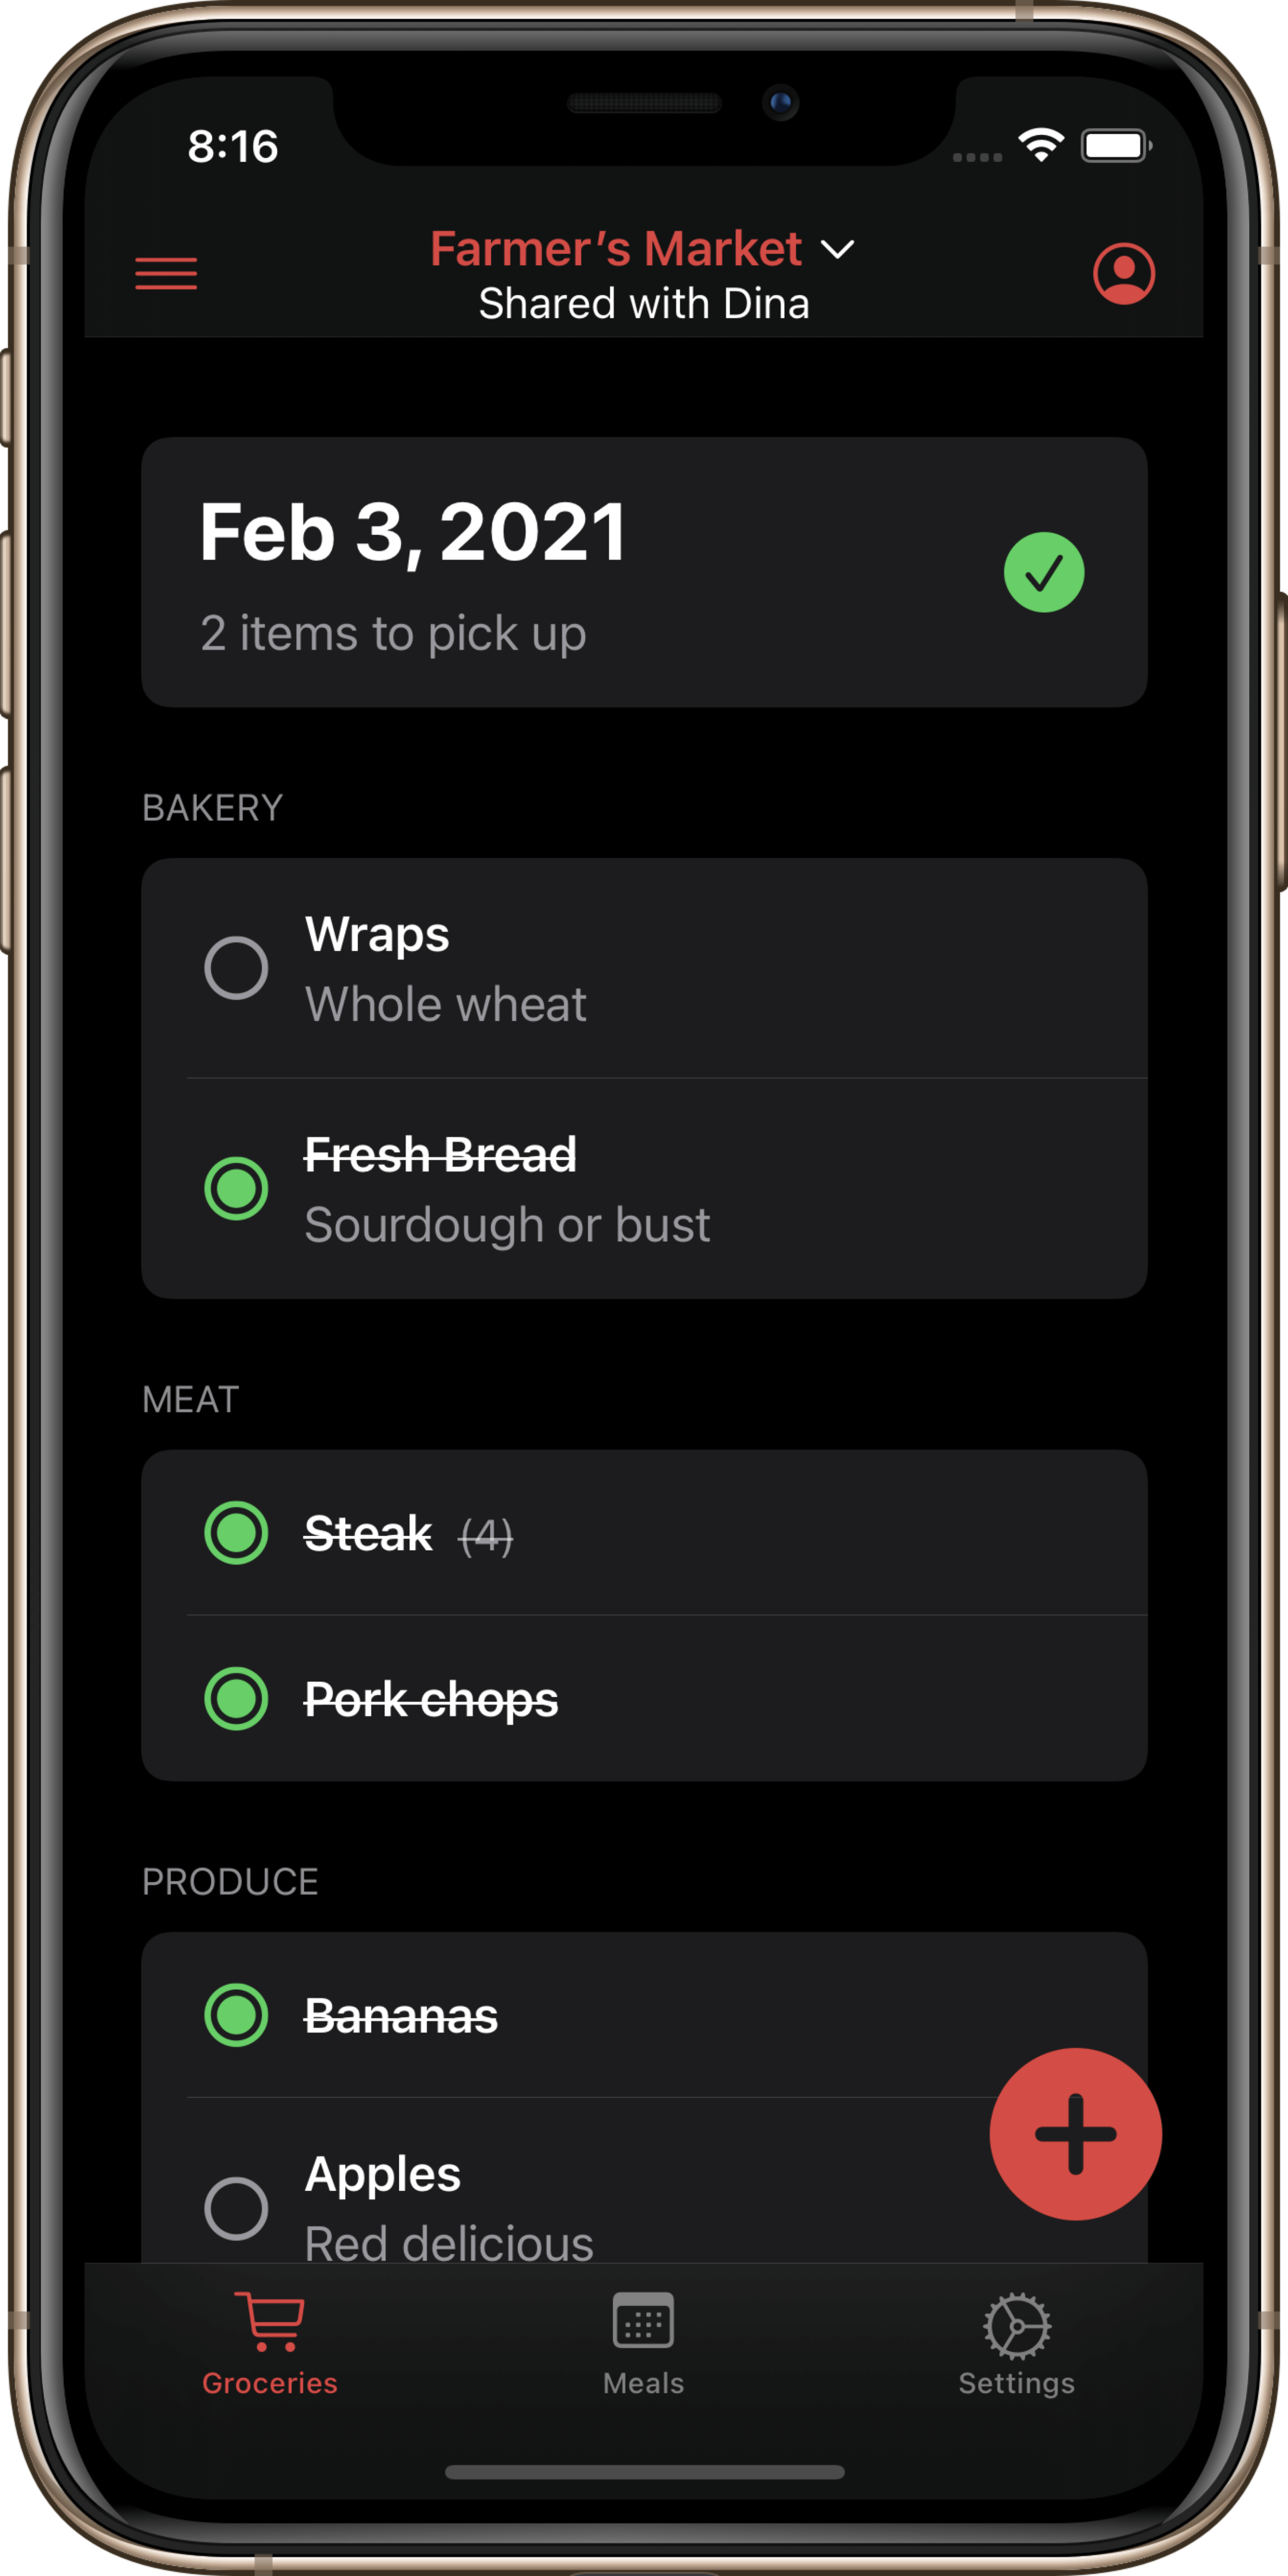 8:16
Farmer’s Market
Shared with Dina
Feb 3, 2021
2 items to pick up
BAKERY
Wraps
Whole wheat
Fresh Bread
Sourdough or bust
MEAT
Steak (4)
Pork chops
PRODUCE
Bananas
Apples
Red delicious
Groceries Meals Settings